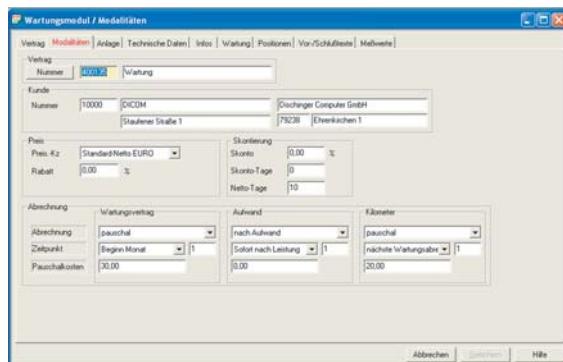 Wartungsmodul / Modalitäten
Vertrag Modalitäten Anlage Technische Daten Infos Wartung Positionen Vor-/Schlußtexte Meßwerte
Vertrag
Nummer 400135 Wartung
Kunde
Nummer 10000 DICOM Dischinger Computer GmbH
Staufener Straße 1 79238 Ehrenkirchen 1
Preis Skontierung
Preis.-Kz Standard-Netto EURO Skonto 0,00 %
Rabatt 0,00 % Skonto-Tage 0
Netto-Tage 10
Abrechnung Wartungsvertrag Aufwand Kilometer
Abrechnung pauschal nach Aufwand pauschal
Zeitpunkt Beginn Monat 1 Sofort nach Leistung 1 nächste Wartungsabre 1
Pauschalkosten 30,00 0,00 20,00
Abbrechen Speichern Hilfe